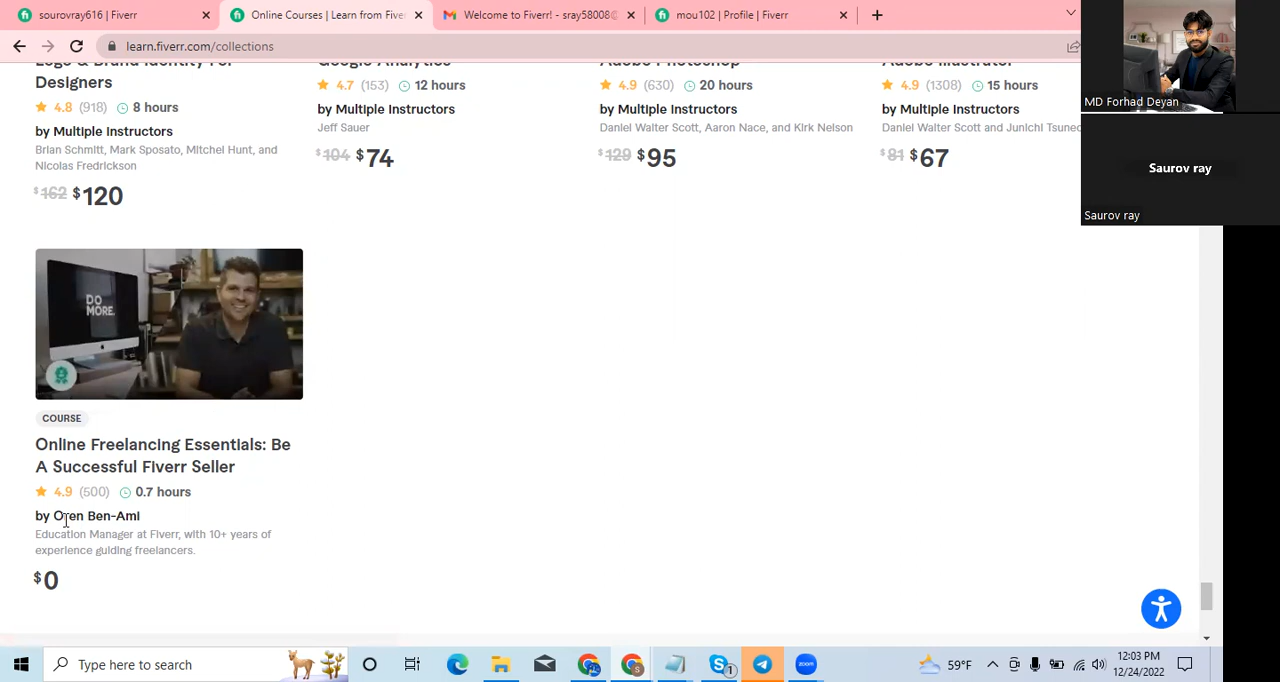 sourovray616 | Fiverr
Online Courses | Learn from Five
Welcome to Fiverr! - sray58008@
mou102 | Profile | Fiverr
learn.fiverr.com/collections
Logo & Brand Identity For
Designers
4.8 (918) 8 hours
by Multiple Instructors
Brian Schmitt, Mark Sposato, Mitchel Hunt, and
Nicolas Fredrickson
$162 $120
Google Analytics
4.7 (153) 12 hours
by Multiple Instructors
Jeff Sauer
$104 $74
Adobe Photoshop
4.9 (630) 20 hours
by Multiple Instructors
Daniel Walter Scott, Aaron Nace, and Kirk Nelson
$129 $95
Adobe Illustrator
4.9 (1308) 15 hours
by Multiple Instructors
Daniel Walter Scott and Junichi Tsuneo
$81 $67
MD Forhad Deyan
Saurov ray
Saurov ray
DO
MORE.
COURSE
Online Freelancing Essentials: Be
A Successful Fiverr Seller
4.9 (500) 0.7 hours
by Oren Ben-Ami
Education Manager at Fiverr, with 10+ years of
experience guiding freelancers.
$0
Type here to search
S
S 1
zoom
59°F
12:03 PM
12/24/2022